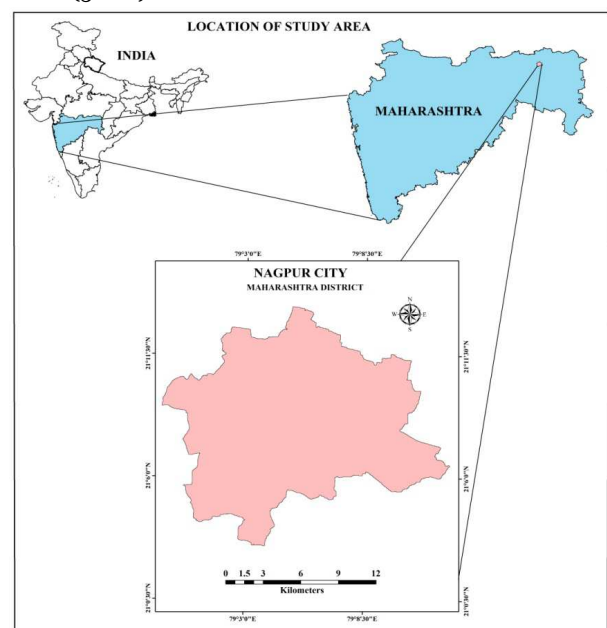 LOCATION OF STUDY AREA
INDIA
MAHARASHTRA
79°3'0"E 79°8'30"E
NAGPUR CITY
MAHARASHTRA DISTRICT
N
W E
S
21°11'30"N 21°11'30"N
21°6'0"N 21°6'0"N
0 1.5 3 6 9 12
Kilometers
21°0'30"N 21°0'30"N
79°3'0"E 79°8'30"E